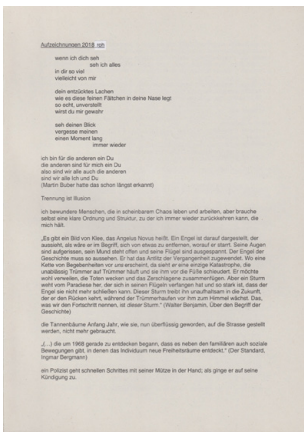 Aufzeichnungen 2018 rph
wenn ich dich seh
seh ich alles
in dir so viel
vielleicht von mir
dein entzücktes Lachen
wie es diese feinen Fältchen in deine Nase legt
so echt, unverstellt
wirst du mir gewahr
seh deinen Blick
vergesse meinen
einen Moment lang
immer wieder
ich bin für die anderen ein Du
die anderen sind für mich ein Du
also sind wir alle auch die anderen
sind wir alle Ich und Du
(Martin Buber hatte das schon längst erkannt)
Trennung ist Illusion
Ich bewundere Menschen, die in scheinbarem Chaos leben und arbeiten, aber brauche
selbst eine klare Ordnung und Struktur, zu der ich immer wieder zurückkehren kann, die
mich hält.
„Es gibt ein Bild von Klee, das Angelus Novus heißt. Ein Engel ist darauf dargestellt, der
aussieht, als wäre er im Begriff, sich von etwas zu entfernen, worauf er starrt. Seine Augen
sind aufgerissen, sein Mund steht offen und seine Flügel sind ausgespannt. Der Engel der
Geschichte muss so aussehen. Er hat das Antlitz der Vergangenheit zugewendet. Wo eine
Kette von Begebenheiten vor uns erscheint, da sieht er eine einzige Katastrophe, die
unablässig Trümmer auf Trümmer häuft und sie ihm vor die Füße schleudert. Er möchte
wohl verweilen, die Toten wecken und das Zerschlagene zusammenfügen. Aber ein Sturm
weht vom Paradiese her, der sich in seinen Flügeln verfangen hat und so stark ist, dass der
Engel sie nicht mehr schließen kann. Dieser Sturm treibt ihn unaufhaltsam in die Zukunft,
der er den Rücken kehrt, während der Trümmerhaufen vor ihm zum Himmel wächst. Das,
was wir den Fortschritt nennen, ist dieser Sturm.“ (Walter Benjamin, Über den Begriff der
Geschichte)
die Tannenbäume Anfang Jahr, wie sie, nun überflüssig geworden, auf die Strasse gestellt
werden, nicht mehr gebraucht.
„(...) die um 1968 gerade zu entdecken begann, dass es neben den familiären auch soziale
Bewegungen gibt, in denen das Individuum neue Freiheitsräume entdeckt.“ (Der Standard,
Ingmar Bergmann)
ein Polizist geht schnellen Schrittes mit seiner Mütze in der Hand; als ginge er auf seine
Kündigung zu.